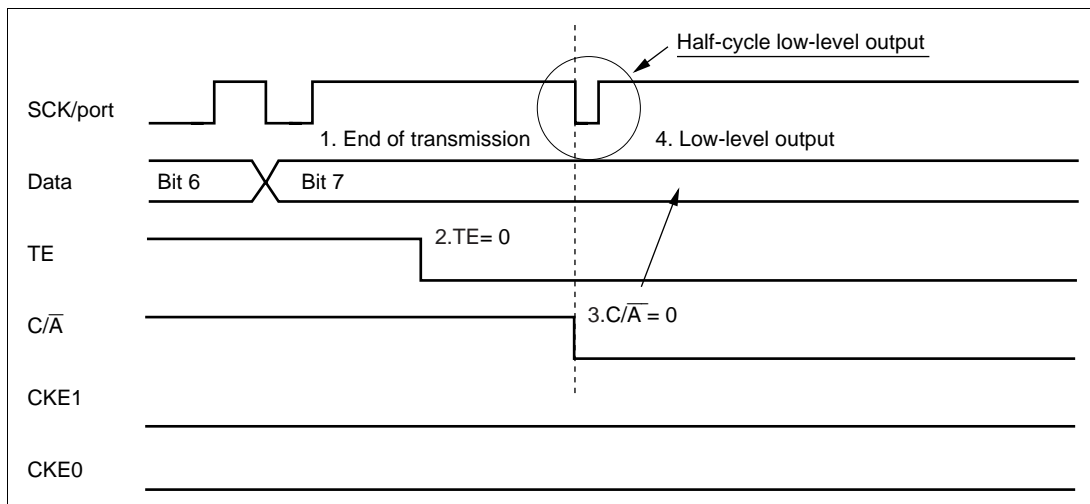 Half-cycle low-level output
SCK/port
1. End of transmission
4. Low-level output
Data
Bit 6
Bit 7
TE
2.TE= 0
C/A̅
3.C/A̅ = 0
CKE1
CKE0